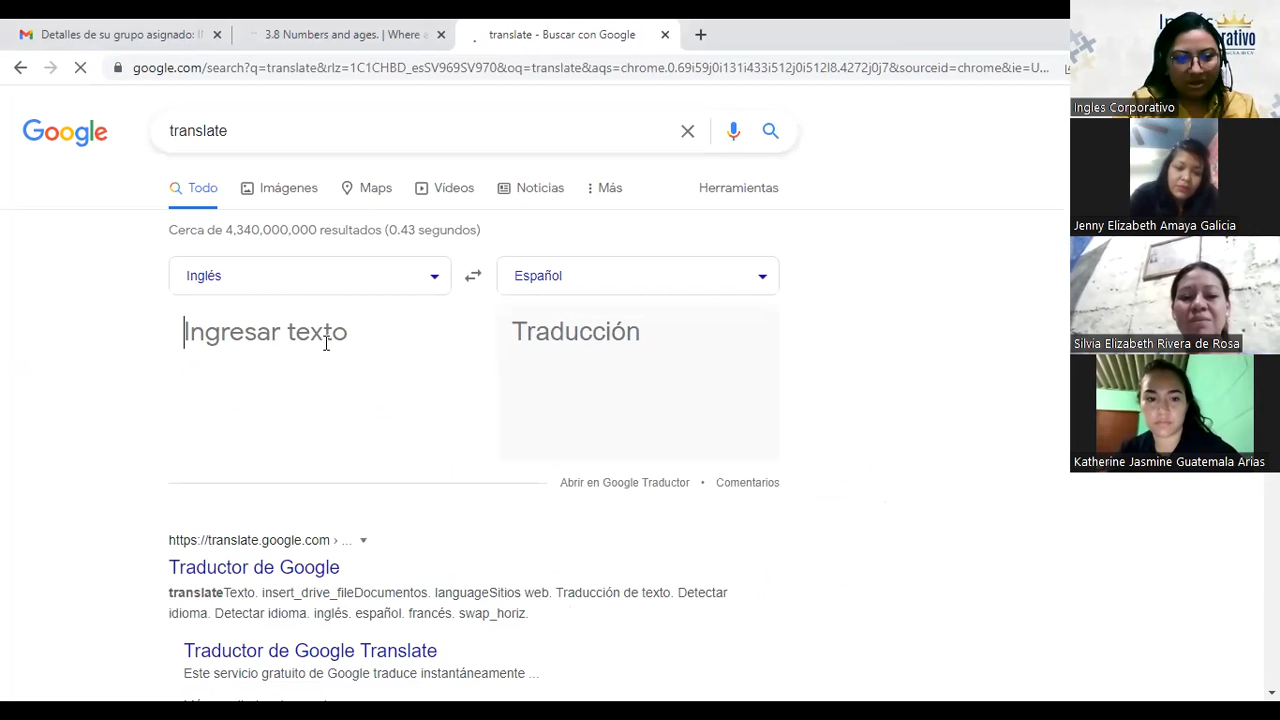 Detalles de su grupo asignado: I
3.8 Numbers and ages. | Where a
translate - Buscar con Google
google.com/search?q=translate&rlz=1C1CHBD_esSV969SV970&oq=translate&aqs=chrome.0.69i59j0i131i433i512j0i512l8.4272j0j7&sourceid=chrome&ie=U...
Google
translate
Todo
Imágenes
Maps
Vídeos
Noticias
Más
Herramientas
Cerca de 4,340,000,000 resultados (0.43 segundos)
Inglés
Español
Ingresar texto
Traducción
Abrir en Google Traductor • Comentarios
https://translate.google.com › ...
Traductor de Google
translateTexto. insert_drive_fileDocumentos. languageSitios web. Traducción de texto. Detectar
idioma. Detectar idioma. inglés. español. francés. swap_horiz.
Traductor de Google Translate
Este servicio gratuito de Google traduce instantáneamente ...
Ingles Corporativo
Jenny Elizabeth Amaya Galicia
Silvia Elizabeth Rivera de Rosa
Katherine Jasmine Guatemala Arias